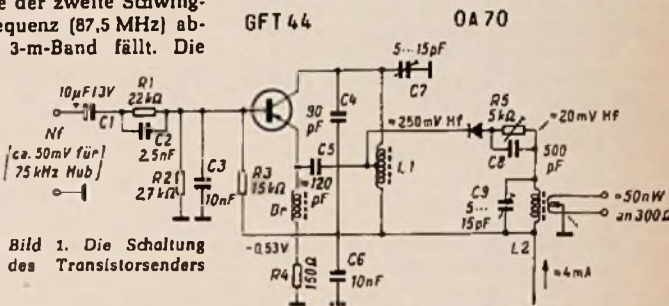 der zweite Schwing-
equenz (87,5 MHz) ab-
3-m-Band fällt. Die
GFT 44
OA 70
10µF/3V
C1
R1
22kΩ
C2
2,5nF
Nf
(ca. 50mV für
75 kHz Hub)
R2
2,7kΩ
C3
10nF
R3
15kΩ
90
pF
C4
5...15pF
C7
C5
≈120
pF
Dr
≈250mV Hf
L1
R5
5kΩ
≈20mV Hf
C8
500
pF
C9
5...
15pF
L2
≈50nW
an 300Ω
≈4mA
-0,53V
R4
150Ω
C6
10nF
Bild 1. Die Schaltung
des Transistorsenders